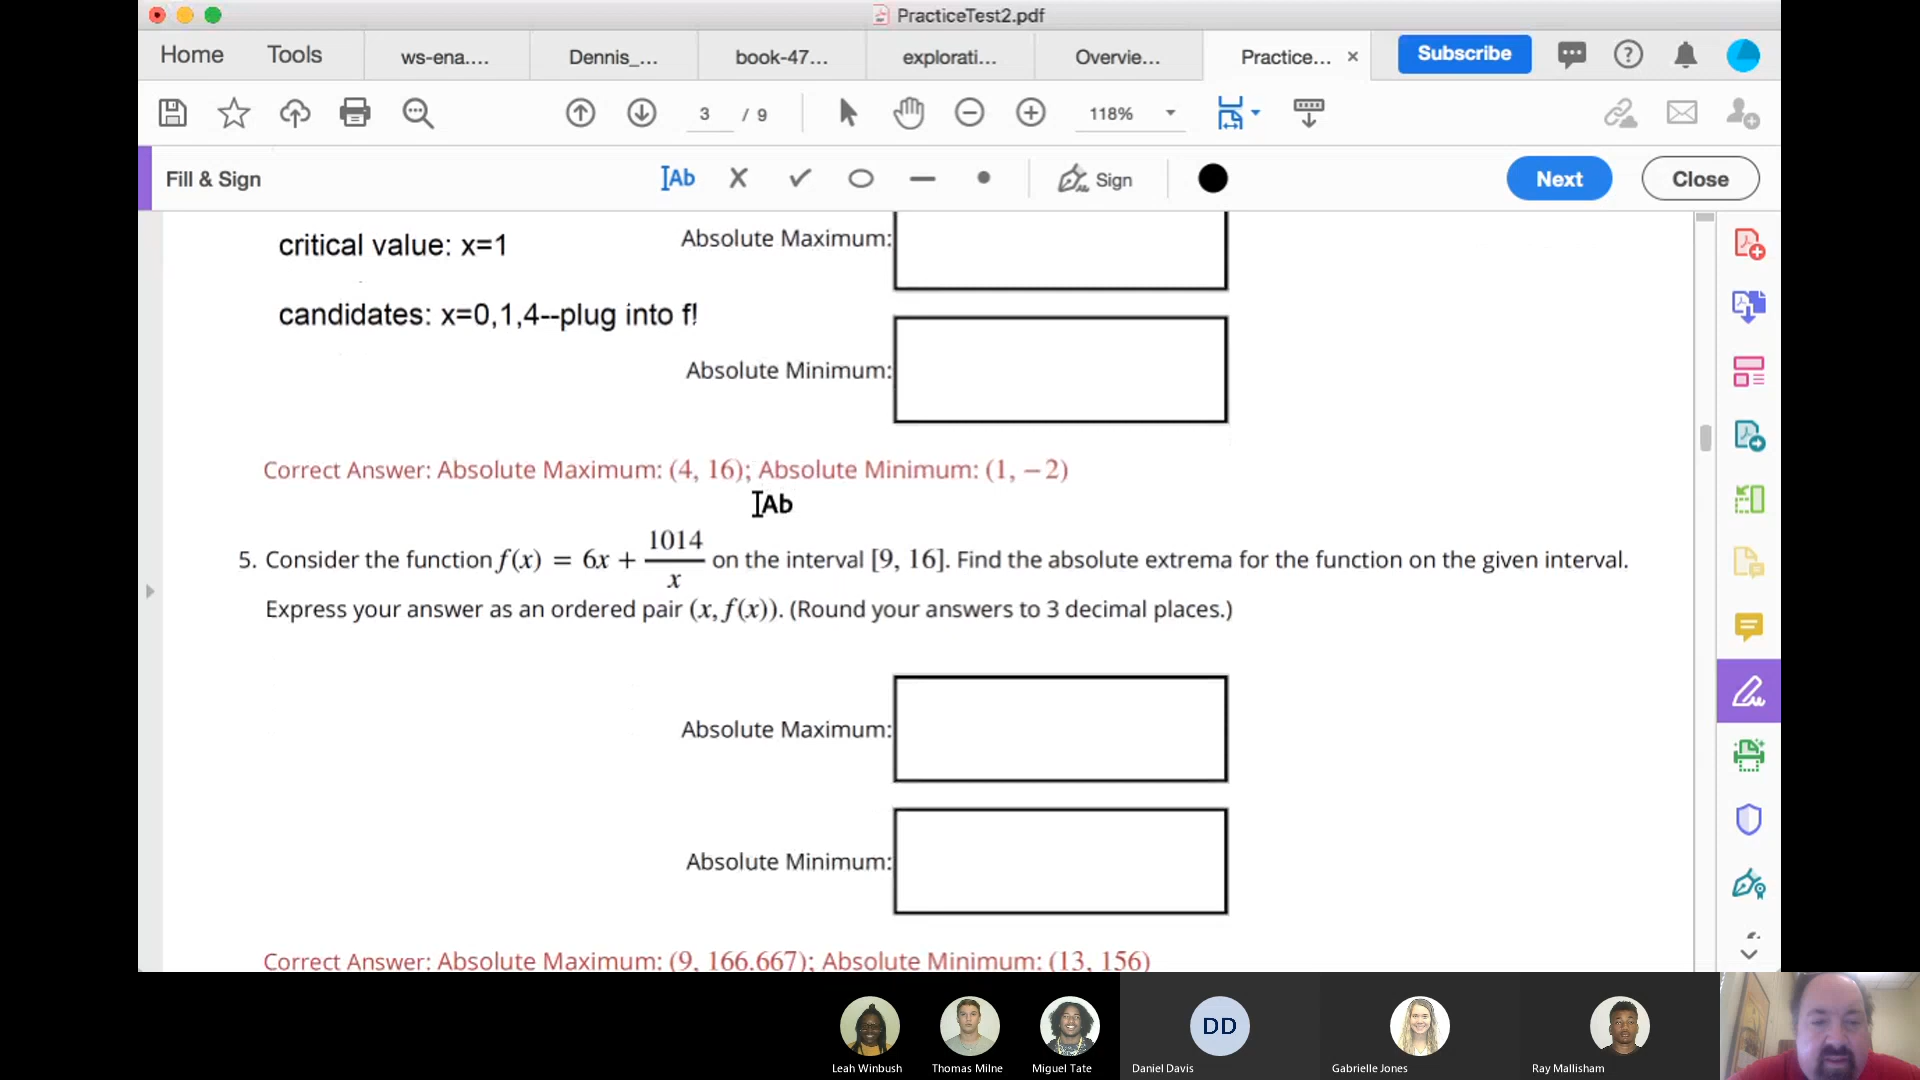 PracticeTest2.pdf
Home Tools ws-ena.... Dennis_... book-47... explorati... Overvie... Practice... × Subscribe
3 / 9 118%
Fill & Sign Ab Sign Next Close
critical value: x=1
Absolute Maximum:
candidates: x=0,1,4--plug into f!
Absolute Minimum:
Correct Answer: Absolute Maximum: (4, 16); Absolute Minimum: (1, −2)
Ab
5. Consider the function f(x) = 6x + 1014/x on the interval [9, 16]. Find the absolute extrema for the function on the given interval.
Express your answer as an ordered pair (x, f(x)). (Round your answers to 3 decimal places.)
Absolute Maximum:
Absolute Minimum:
Correct Answer: Absolute Maximum: (9, 166.667); Absolute Minimum: (13, 156)
DD
Leah Winbush Thomas Milne Miguel Tate Daniel Davis Gabrielle Jones Ray Mallisham